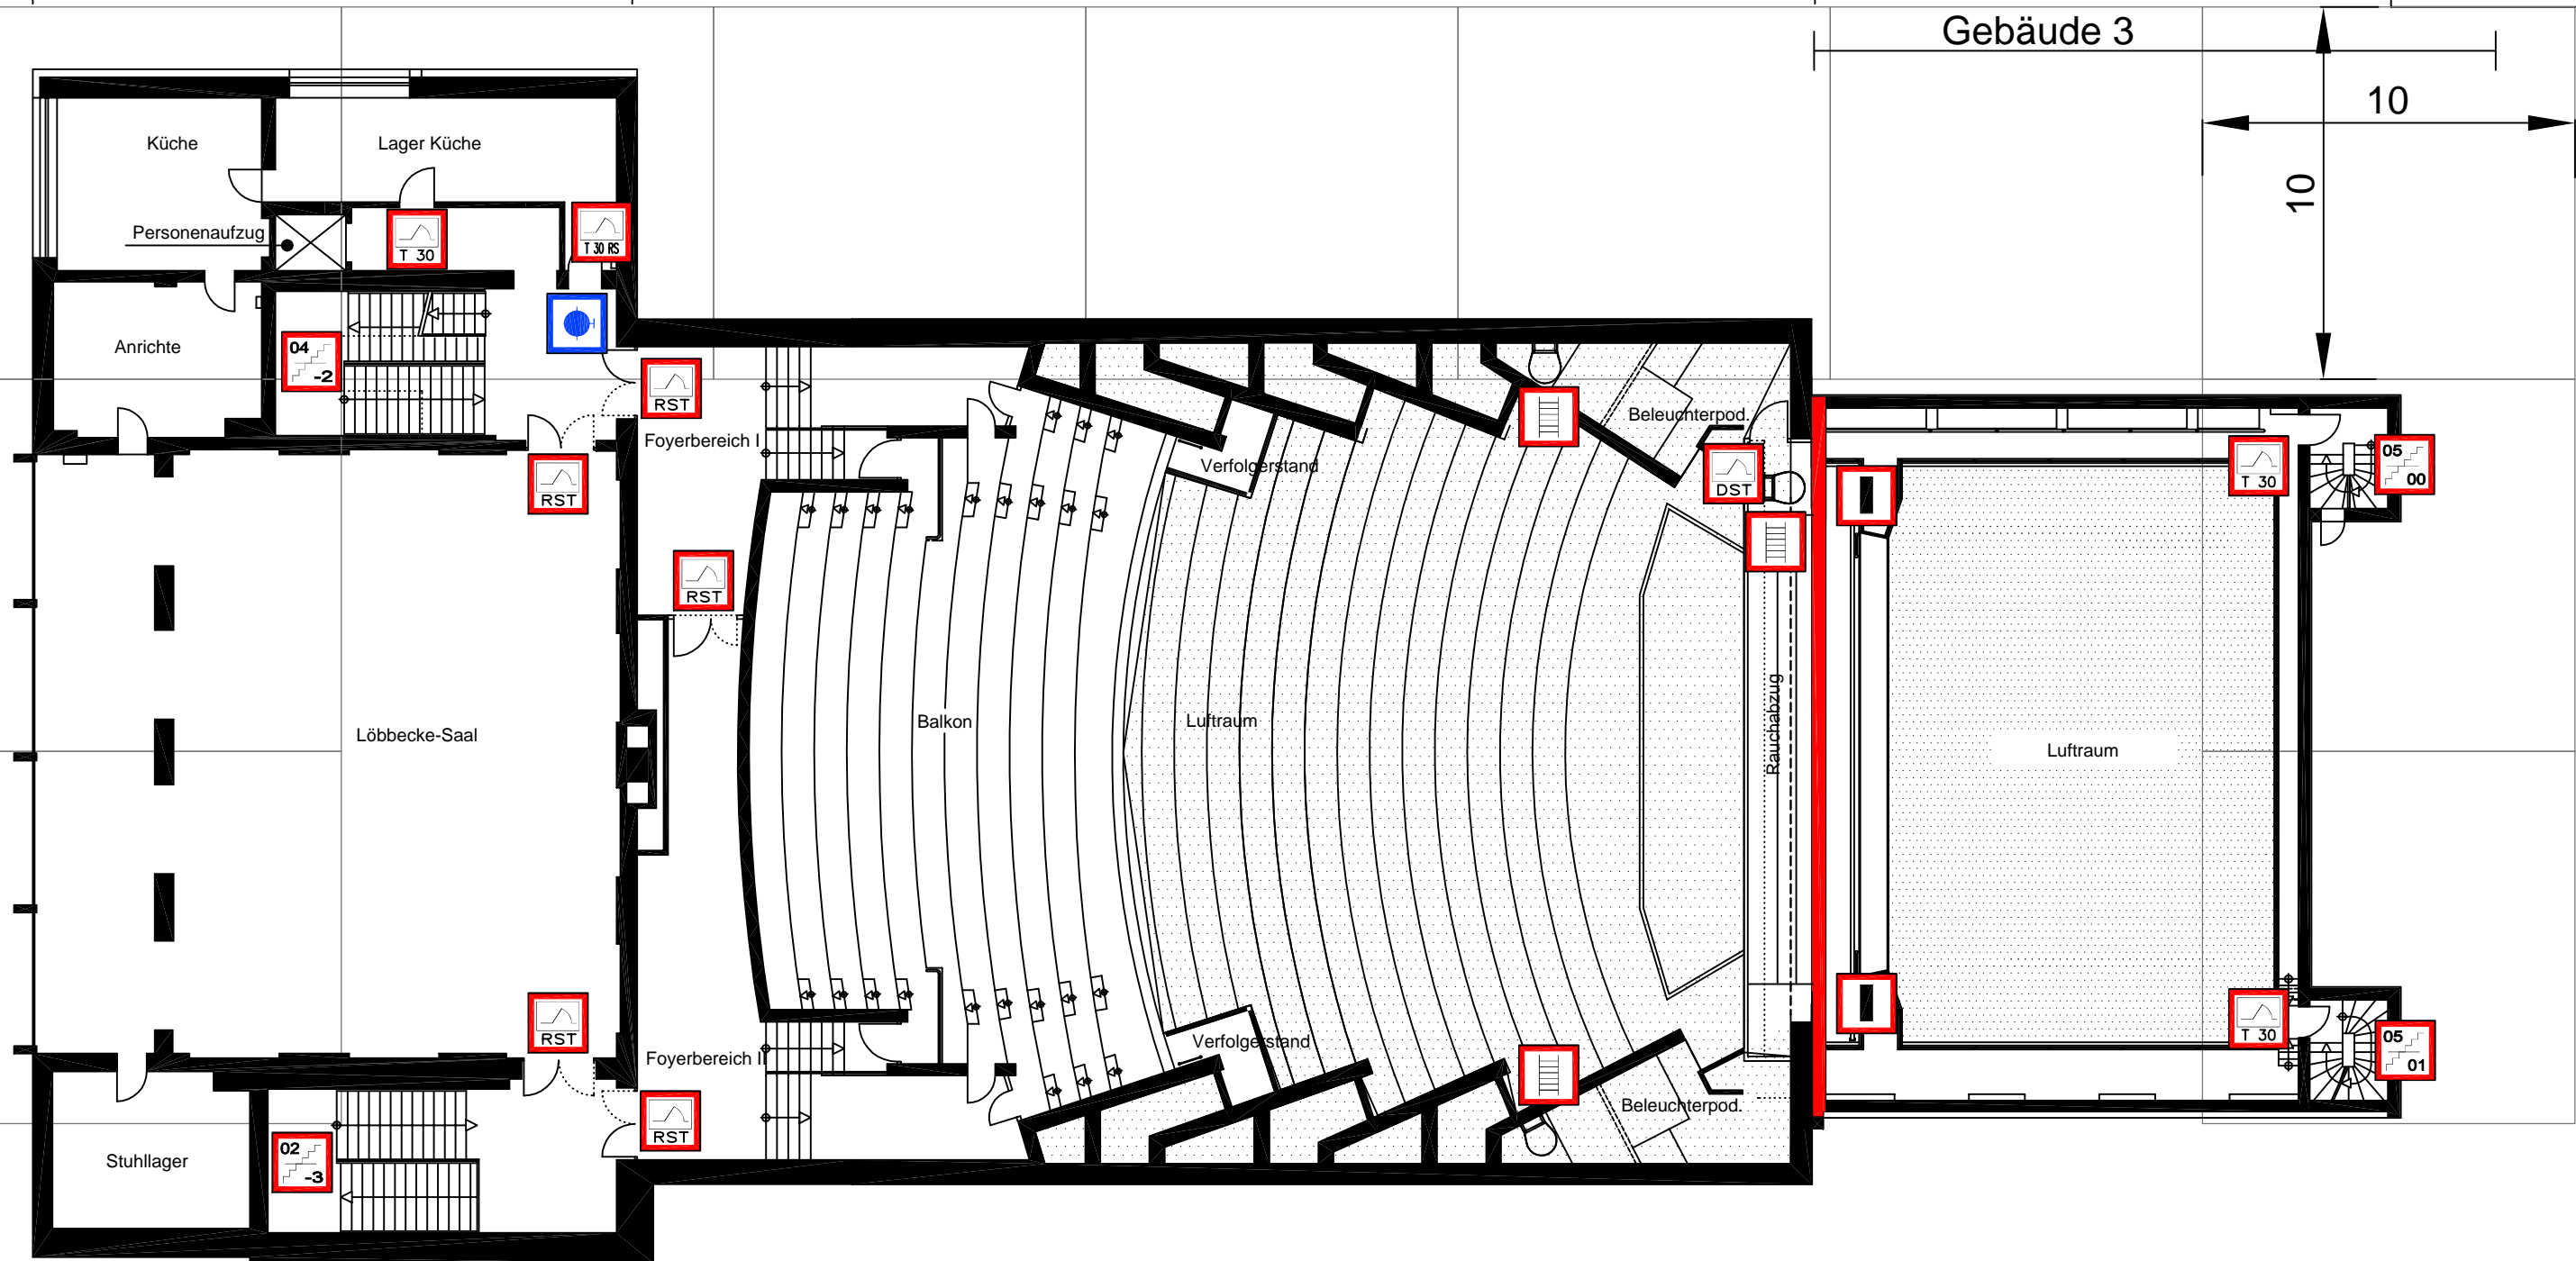 Gebäude 3
10
10
Küche
Lager Küche
Personenaufzug
T 30
T 30 RS
Anrichte
04
-2
RST
Foyerbereich I
RST
RST
Beleuchterpod.
Verfolgerstand
DST
T 30
05
00
Löbbecke-Saal
Balkon
Luftraum
Rauchabzug
Luftraum
RST
Foyerbereich II
Verfolgerstand
T 30
05
01
RST
Beleuchterpod.
Stuhllager
02
-3